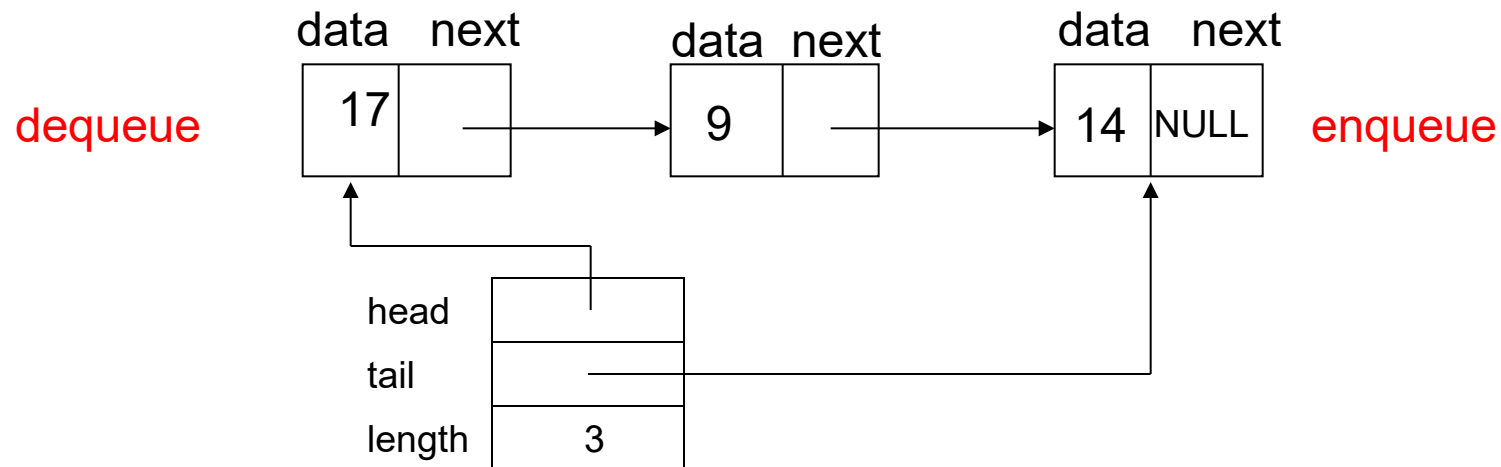 data next
data next
data next
dequeue
17
9
14
NULL
enqueue
head
tail
length
3